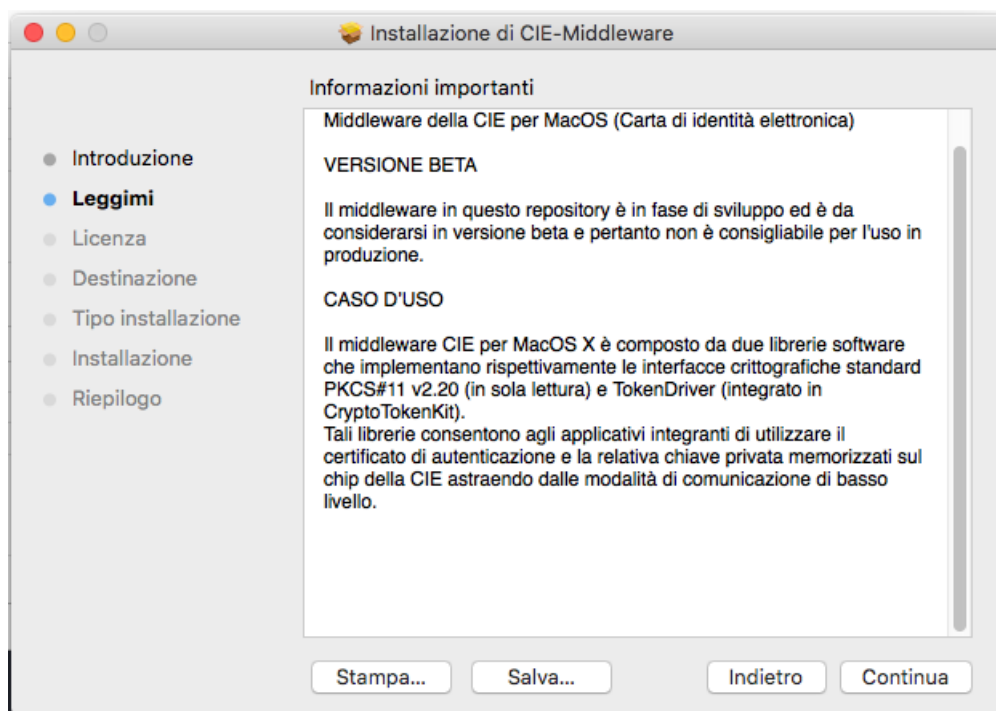 Installazione di CIE-Middleware
Informazioni importanti
Introduzione
Leggimi
Licenza
Destinazione
Tipo installazione
Installazione
Riepilogo
Middleware della CIE per MacOS (Carta di identità elettronica)
VERSIONE BETA
Il middleware in questo repository è in fase di sviluppo ed è da
considerarsi in versione beta e pertanto non è consigliabile per l'uso in
produzione.
CASO D'USO
Il middleware CIE per MacOS X è composto da due librerie software
che implementano rispettivamente le interfacce crittografiche standard
PKCS#11 v2.20 (in sola lettura) e TokenDriver (integrato in
CryptoTokenKit).
Tali librerie consentono agli applicativi integranti di utilizzare il
certificato di autenticazione e la relativa chiave privata memorizzati sul
chip della CIE astraendo dalle modalità di comunicazione di basso
livello.
Stampa...
Salva...
Indietro
Continua